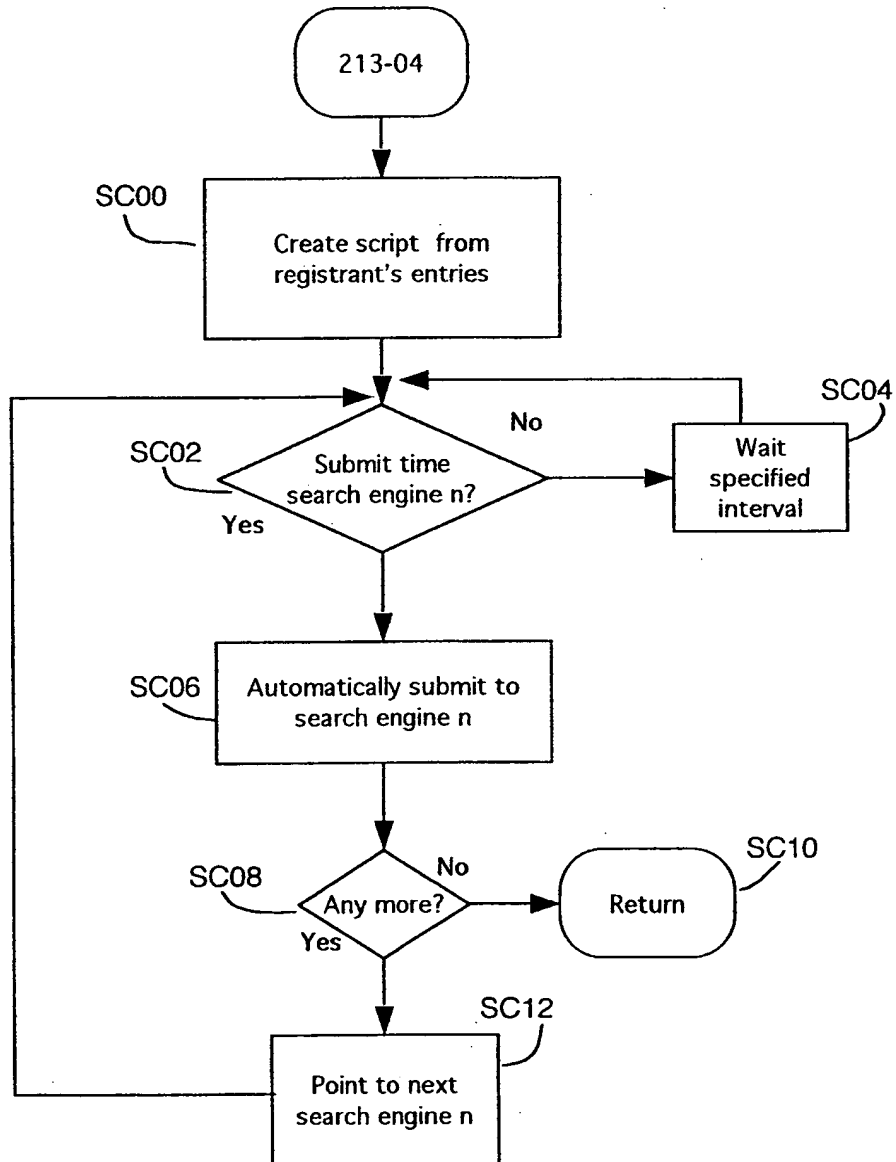 213-04
SC00
Create script from
registrant's entries
SC04
No
Wait
specified
interval
SC02
Submit time
search engine n?
Yes
SC06
Automatically submit to
search engine n
SC10
No
SC08
Any more?
Return
Yes
SC12
Point to next
search engine n